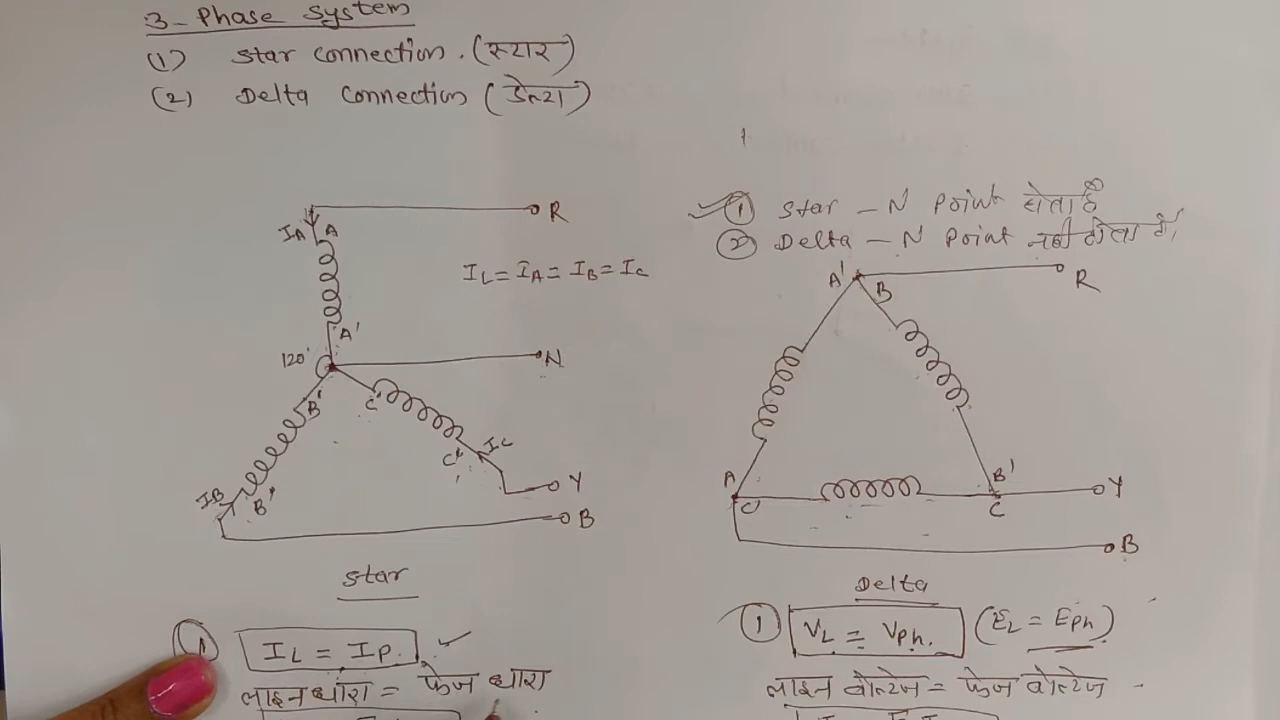 3- Phase System
(1) Star Connection. (स्टार)
(2) Delta Connection (डेल्टा)
① Star - N Point होता है
② Delta - N Point नही होता है।
R
IA A
IL = IA = IB = IC
A' B R
A'
120° N
B' C'
IC
C'
A B'
IB B' Y
C' C Y
B
B
Star
Delta
① IL = IP.
① VL = VPh. (EL = EPh)
लाइन धारा = फेज धारा
लाइन वोल्टेज = फेज वोल्टेज